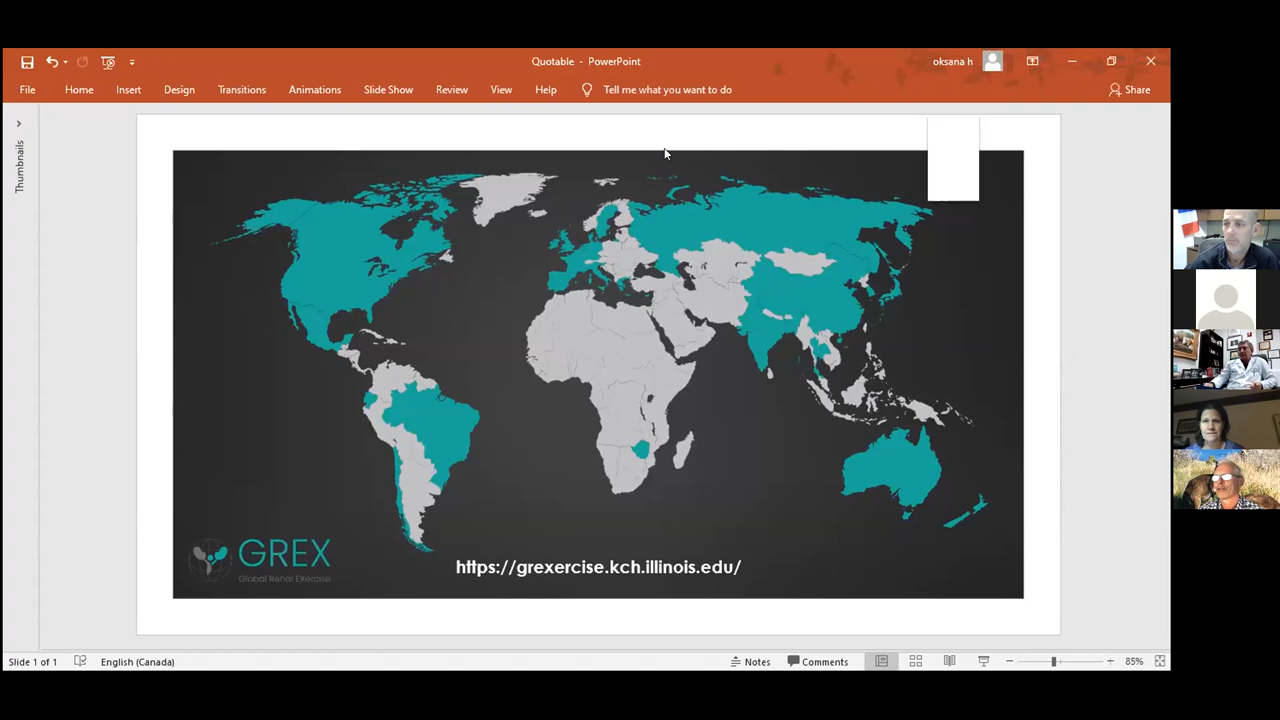 Quotable - PowerPoint
oksana h
File
Home
Insert
Design
Transitions
Animations
Slide Show
Review
View
Help
Tell me what you want to do
Share
Thumbnails
GREX
Global Renal EXercise
https://grexercise.kch.illinois.edu/
Slide 1 of 1
English (Canada)
Notes
Comments
85%